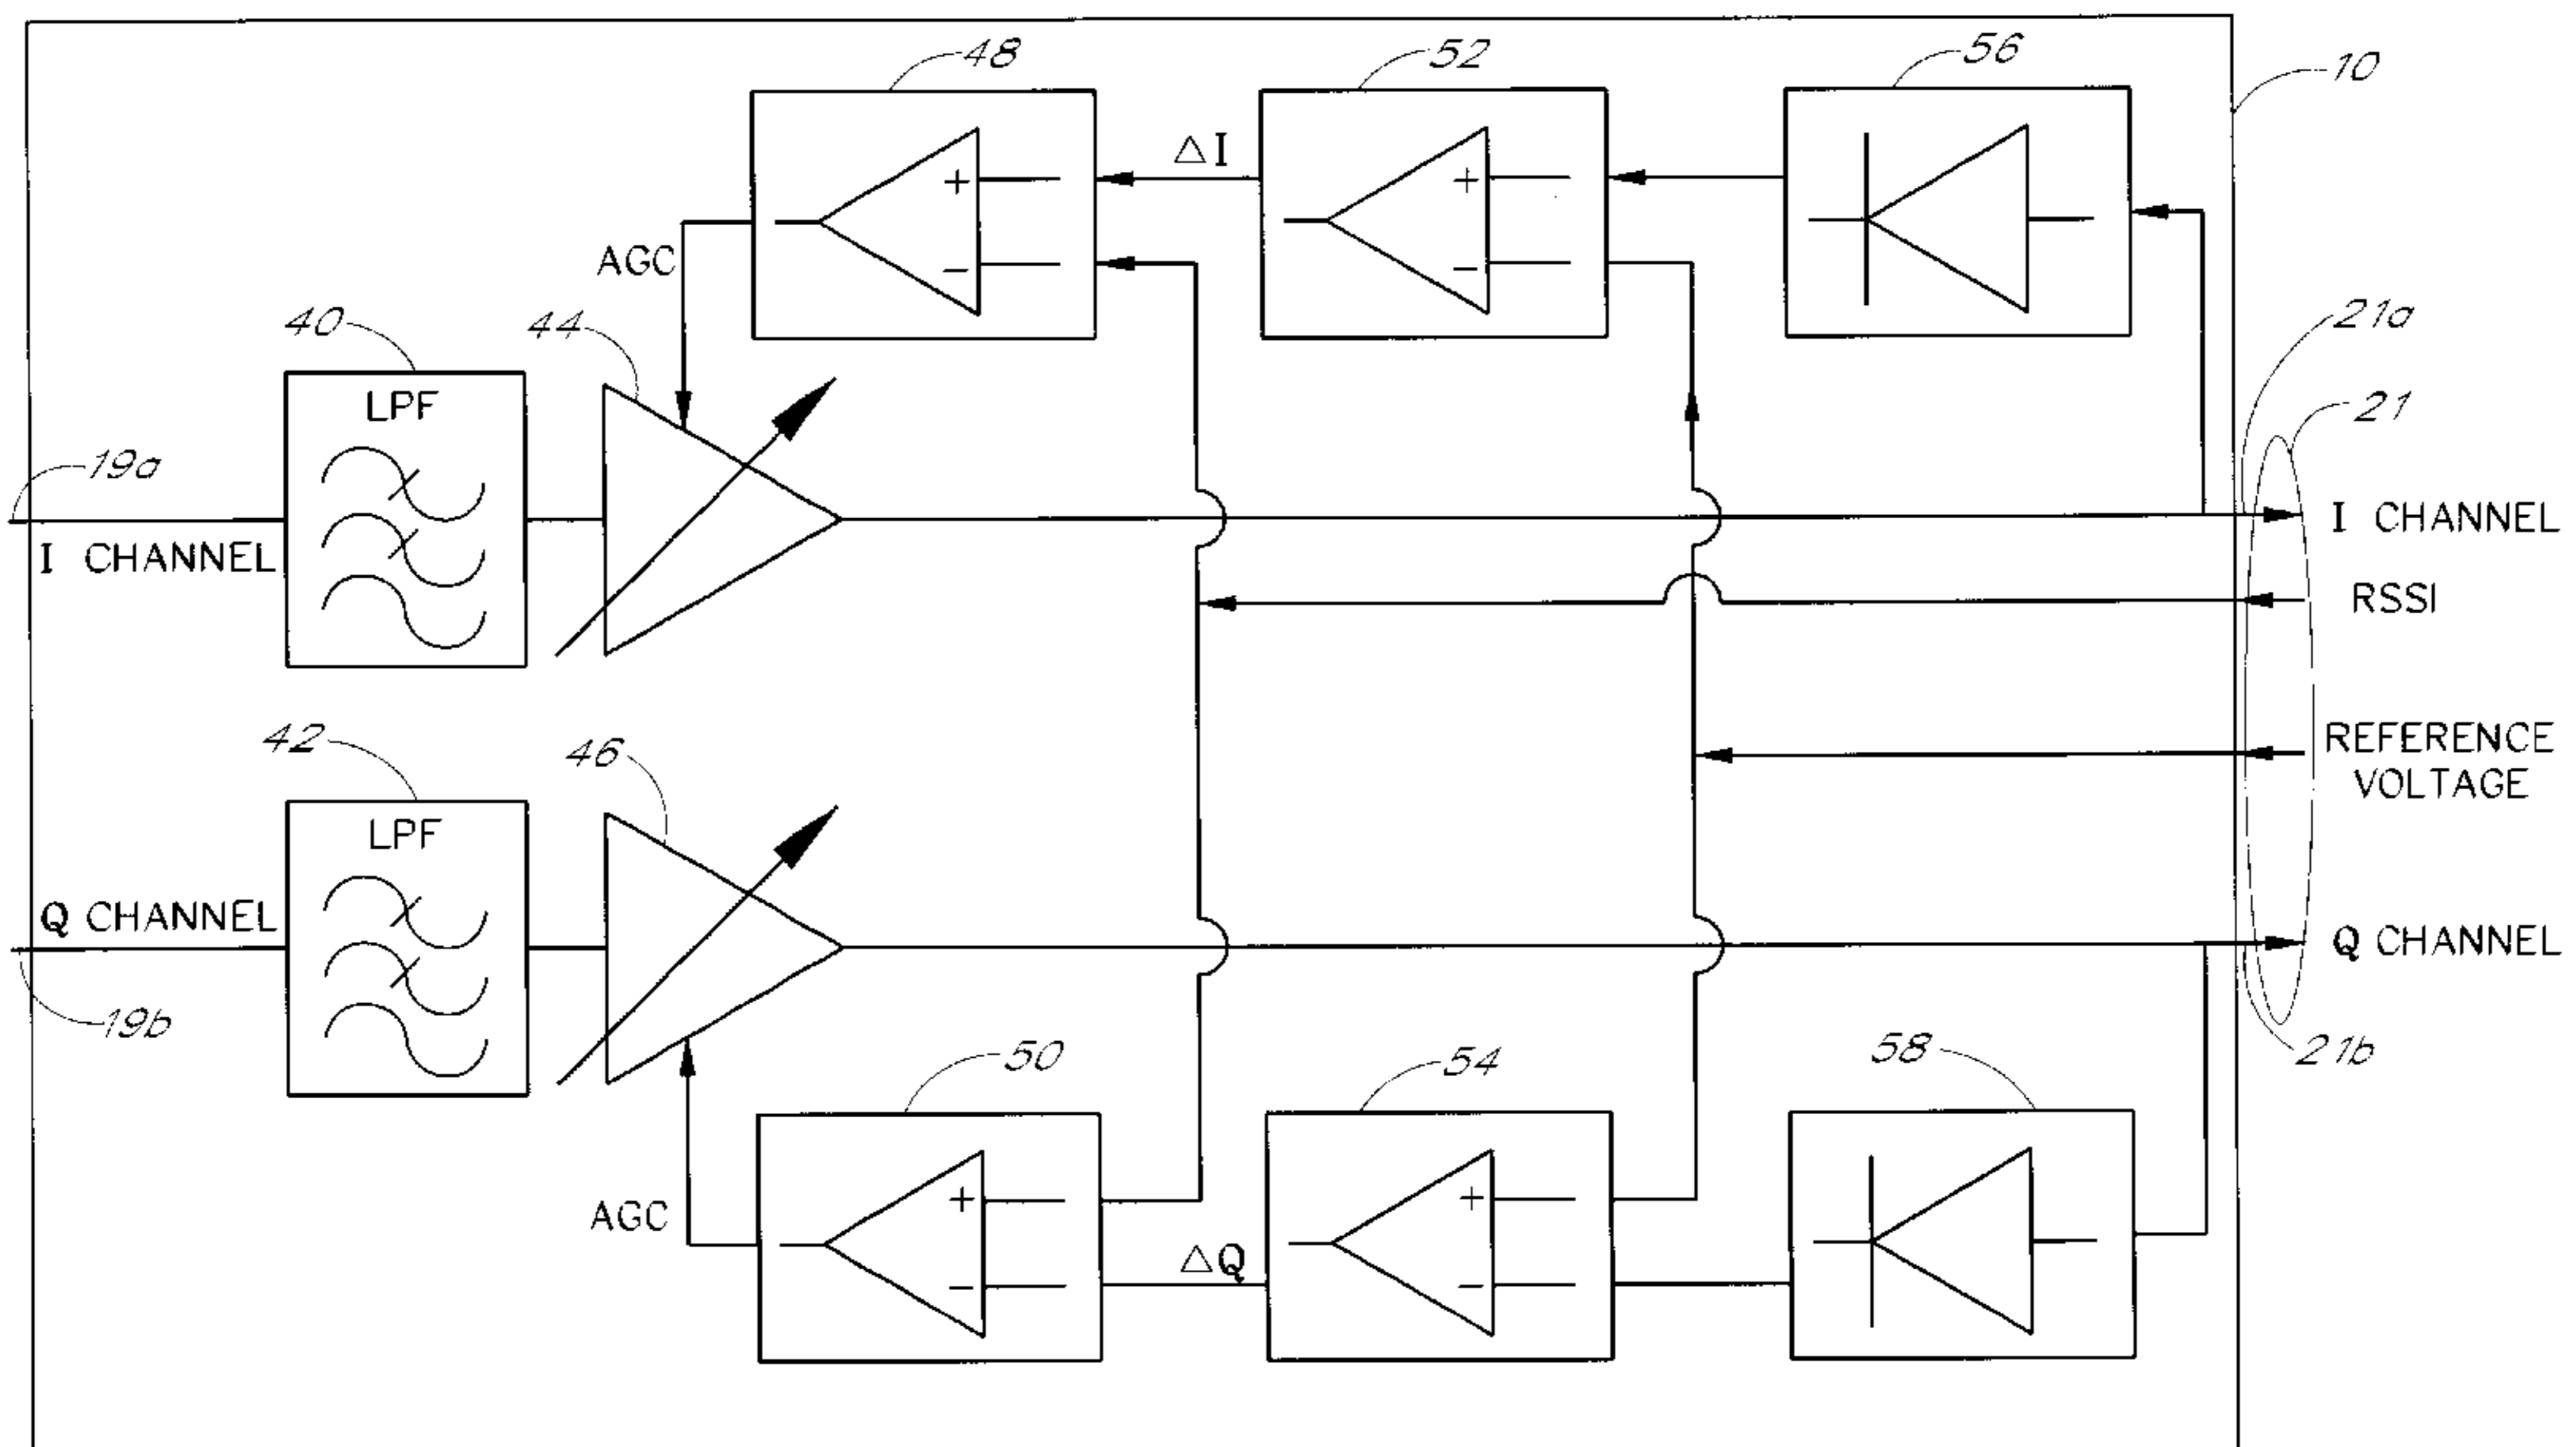 48
52
56
10
ΔI
+
−
+
−
AGC
40
44
21a
21
LPF
19a
I CHANNEL
I CHANNEL
RSSI
42
46
REFERENCE
VOLTAGE
LPF
Q CHANNEL
Q CHANNEL
19b
50
54
58
21b
+
−
+
−
AGC
ΔQ